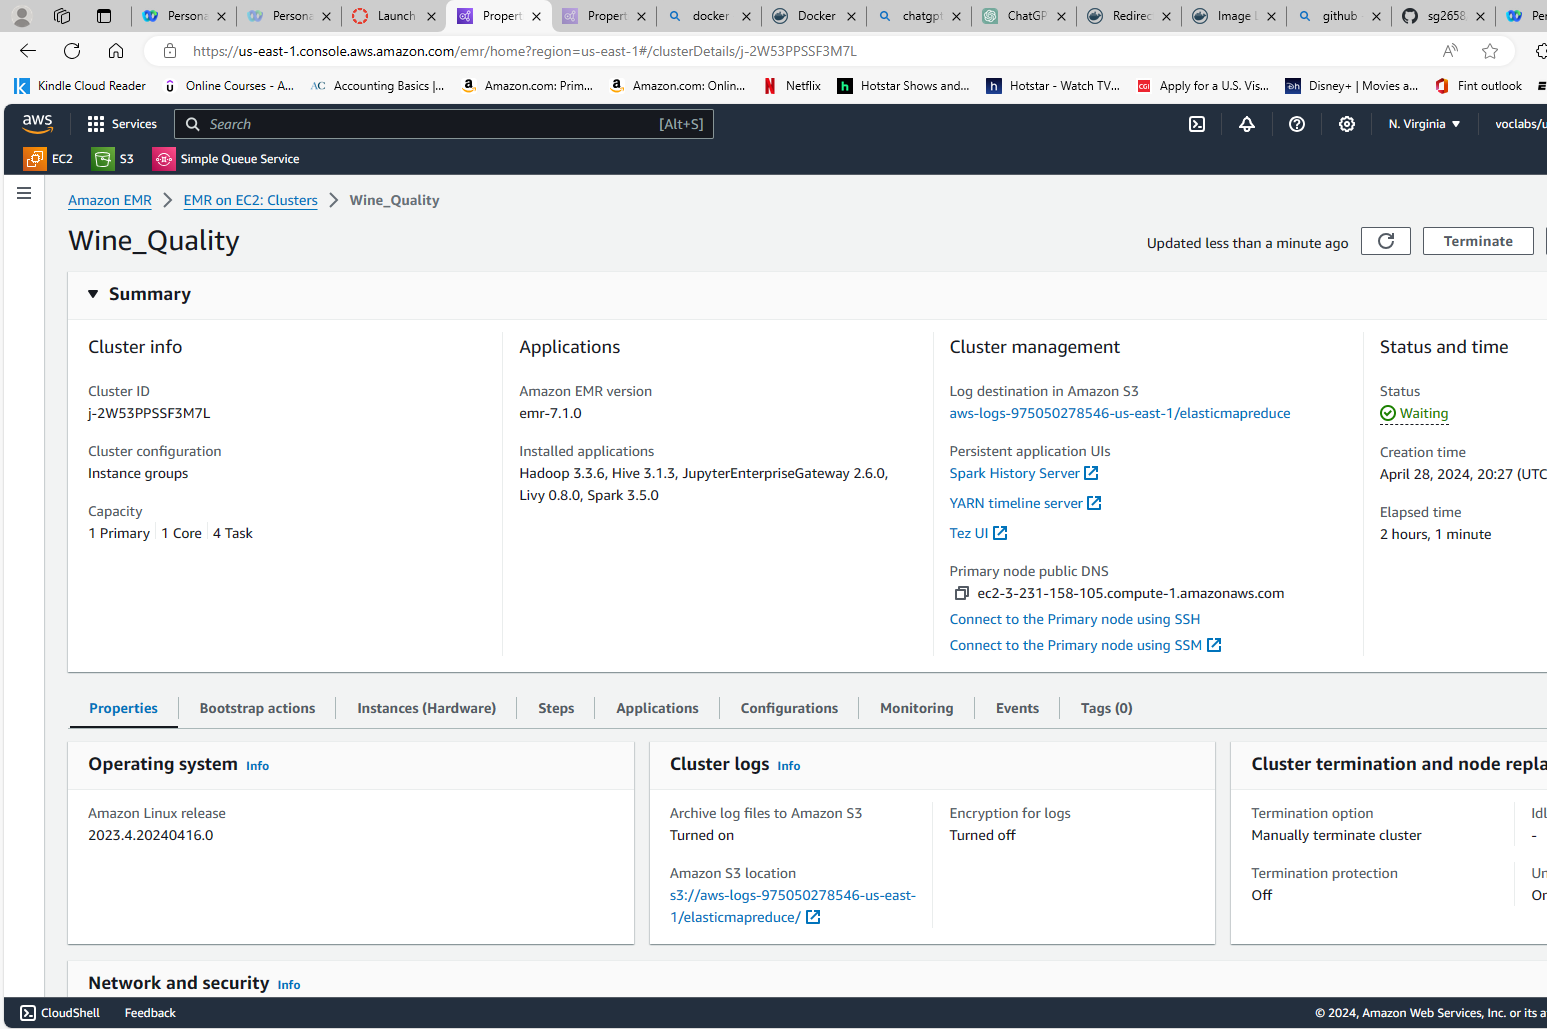 Persona
Persona
Launch
Propert
Propert
docker
Docker
chatgpt
ChatGP
Redirec
Image L
github
sg2658
Per
https://us-east-1.console.aws.amazon.com/emr/home?region=us-east-1#/clusterDetails/j-2W53PPSSF3M7L
Kindle Cloud Reader
Online Courses - A...
Accounting Basics |...
Amazon.com: Prim...
Amazon.com: Onlin...
Netflix
Hotstar Shows and...
Hotstar - Watch TV...
Apply for a U.S. Vis...
Disney+ | Movies a...
Fint outlook
aws
Services
Search
[Alt+S]
N. Virginia
voclabs/u
EC2
S3
Simple Queue Service
Amazon EMR
EMR on EC2: Clusters
Wine_Quality
Wine_Quality
Updated less than a minute ago
Terminate
Summary
Cluster info
Cluster ID
j-2W53PPSSF3M7L
Cluster configuration
Instance groups
Capacity
1 Primary
1 Core
4 Task
Applications
Amazon EMR version
emr-7.1.0
Installed applications
Hadoop 3.3.6, Hive 3.1.3, JupyterEnterpriseGateway 2.6.0,
Livy 0.8.0, Spark 3.5.0
Cluster management
Log destination in Amazon S3
aws-logs-975050278546-us-east-1/elasticmapreduce
Persistent application UIs
Spark History Server
YARN timeline server
Tez UI
Primary node public DNS
ec2-3-231-158-105.compute-1.amazonaws.com
Connect to the Primary node using SSH
Connect to the Primary node using SSM
Status and time
Status
Waiting
Creation time
April 28, 2024, 20:27 (UTC
Elapsed time
2 hours, 1 minute
Properties
Bootstrap actions
Instances (Hardware)
Steps
Applications
Configurations
Monitoring
Events
Tags (0)
Operating system Info
Amazon Linux release
2023.4.20240416.0
Cluster logs Info
Archive log files to Amazon S3
Turned on
Amazon S3 location
s3://aws-logs-975050278546-us-east-
1/elasticmapreduce/
Encryption for logs
Turned off
Cluster termination and node repla
Termination option
Manually terminate cluster
Termination protection
Off
Idl
-
Un
On
Network and security Info
CloudShell
Feedback
© 2024, Amazon Web Services, Inc. or its a